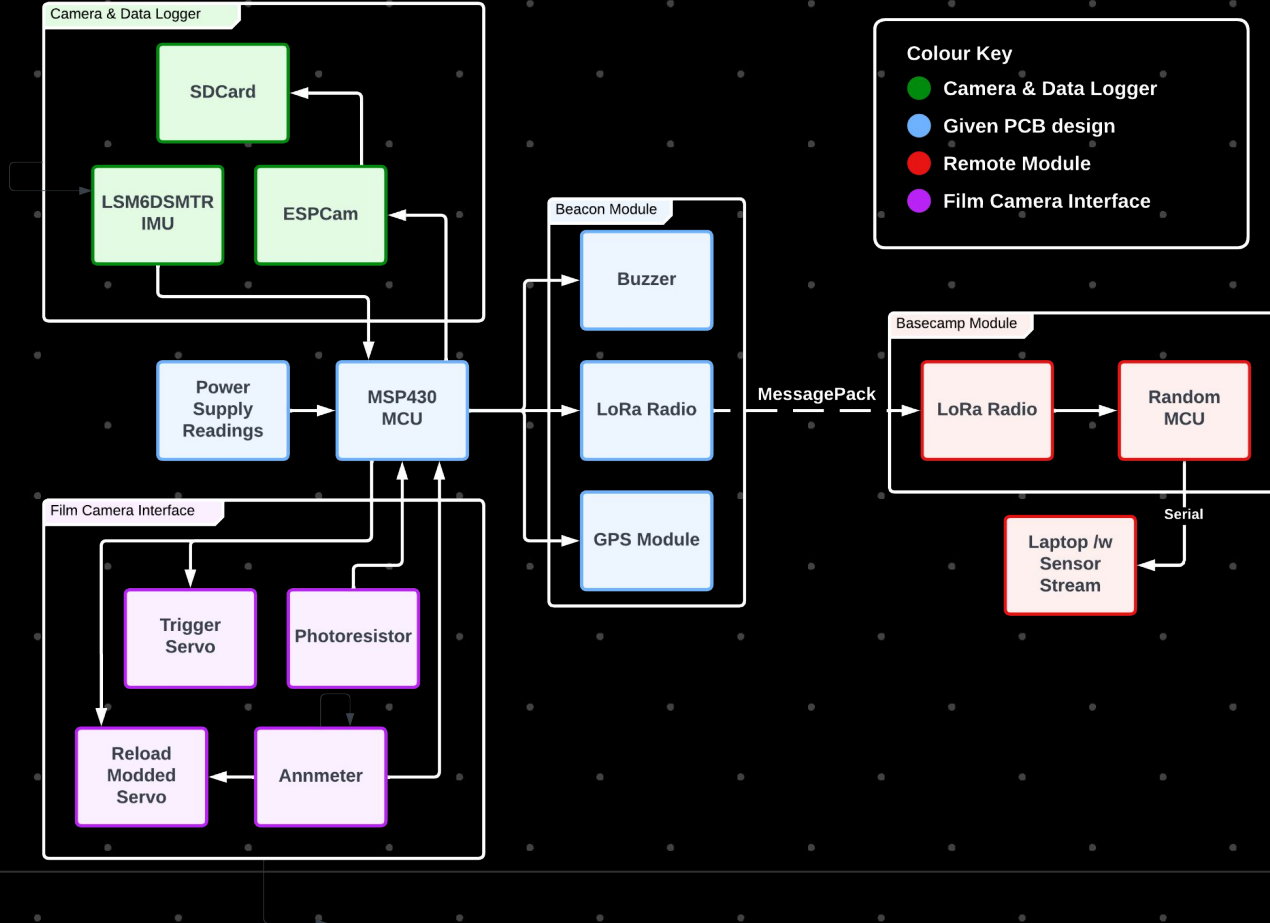 Camera & Data Logger
SDCard
LSM6DSMTR
IMU
ESPCam
Power
Supply
Readings
MSP430
MCU
Film Camera Interface
Trigger
Servo
Photoresistor
Reload
Modded
Servo
Annmeter
Beacon Module
Buzzer
LoRa Radio
GPS Module
MessagePack
Colour Key
Camera & Data Logger
Given PCB design
Remote Module
Film Camera Interface
Basecamp Module
LoRa Radio
Random
MCU
Serial
Laptop /w
Sensor
Stream